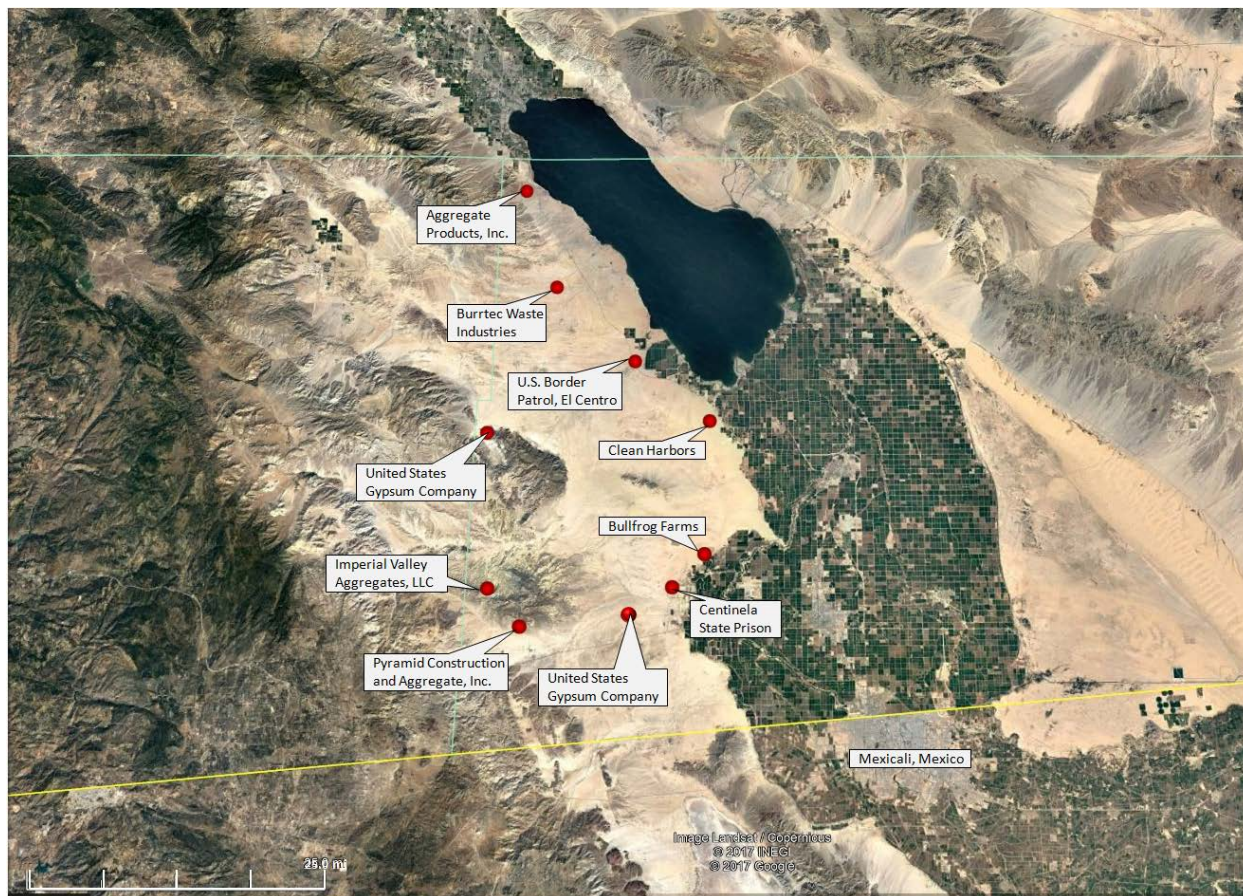 Aggregate
Products, Inc.
Burrtec Waste
Industries
U.S. Border
Patrol, El Centro
Clean Harbors
United States
Gypsum Company
Bullfrog Farms
Imperial Valley
Aggregates, LLC
Centinela
State Prison
Pyramid Construction
and Aggregate, Inc.
United States
Gypsum Company
Mexicali, Mexico
Image Landsat / Copernicus
© 2017 INEGI
© 2017 Google
25.0 mi